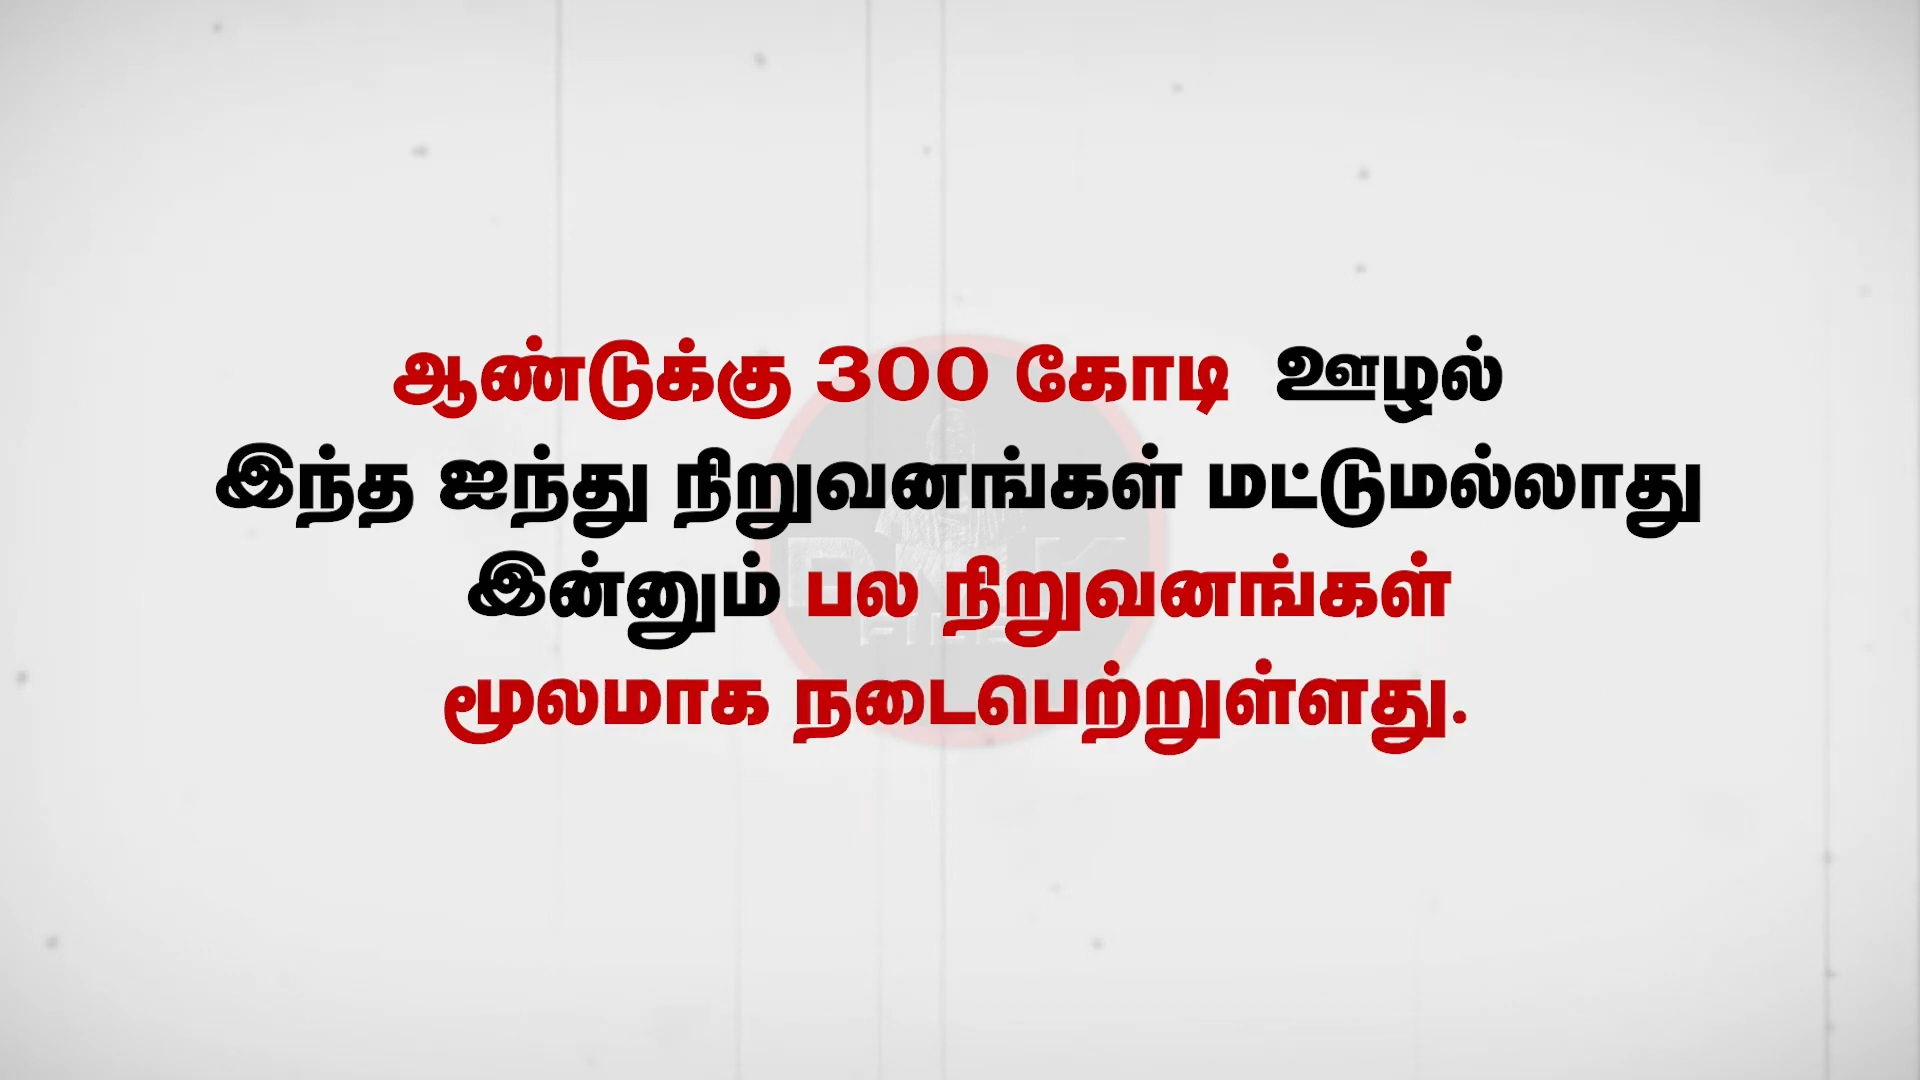 ஆண்டுக்கு 300 கோடி ஊழல்
இந்த ஐந்து நிறுவனங்கள் மட்டுமல்லாது
இன்னும் பல நிறுவனங்கள்
மூலமாக நடைபெற்றுள்ளது.